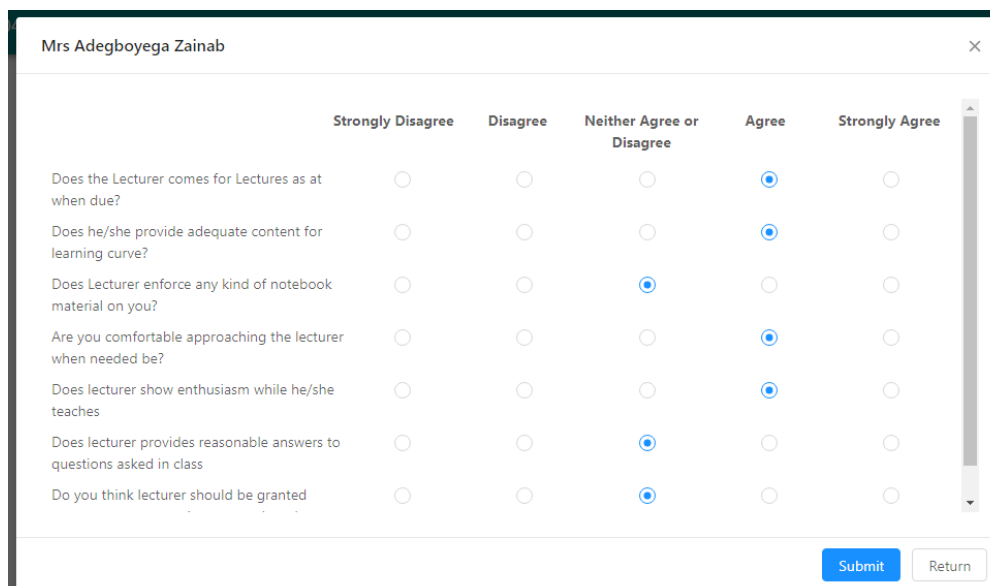 Mrs Adegboyega Zainab
Strongly Disagree Disagree Neither Agree or Agree Strongly Agree
Disagree
Does the Lecturer comes for Lectures as at
when due?
Does he/she provide adequate content for
learning curve?
Does Lecturer enforce any kind of notebook
material on you?
Are you comfortable approaching the lecturer
when needed be?
Does lecturer show enthusiasm while he/she
teaches
Does lecturer provides reasonable answers to
questions asked in class
Do you think lecturer should be granted
Submit Return